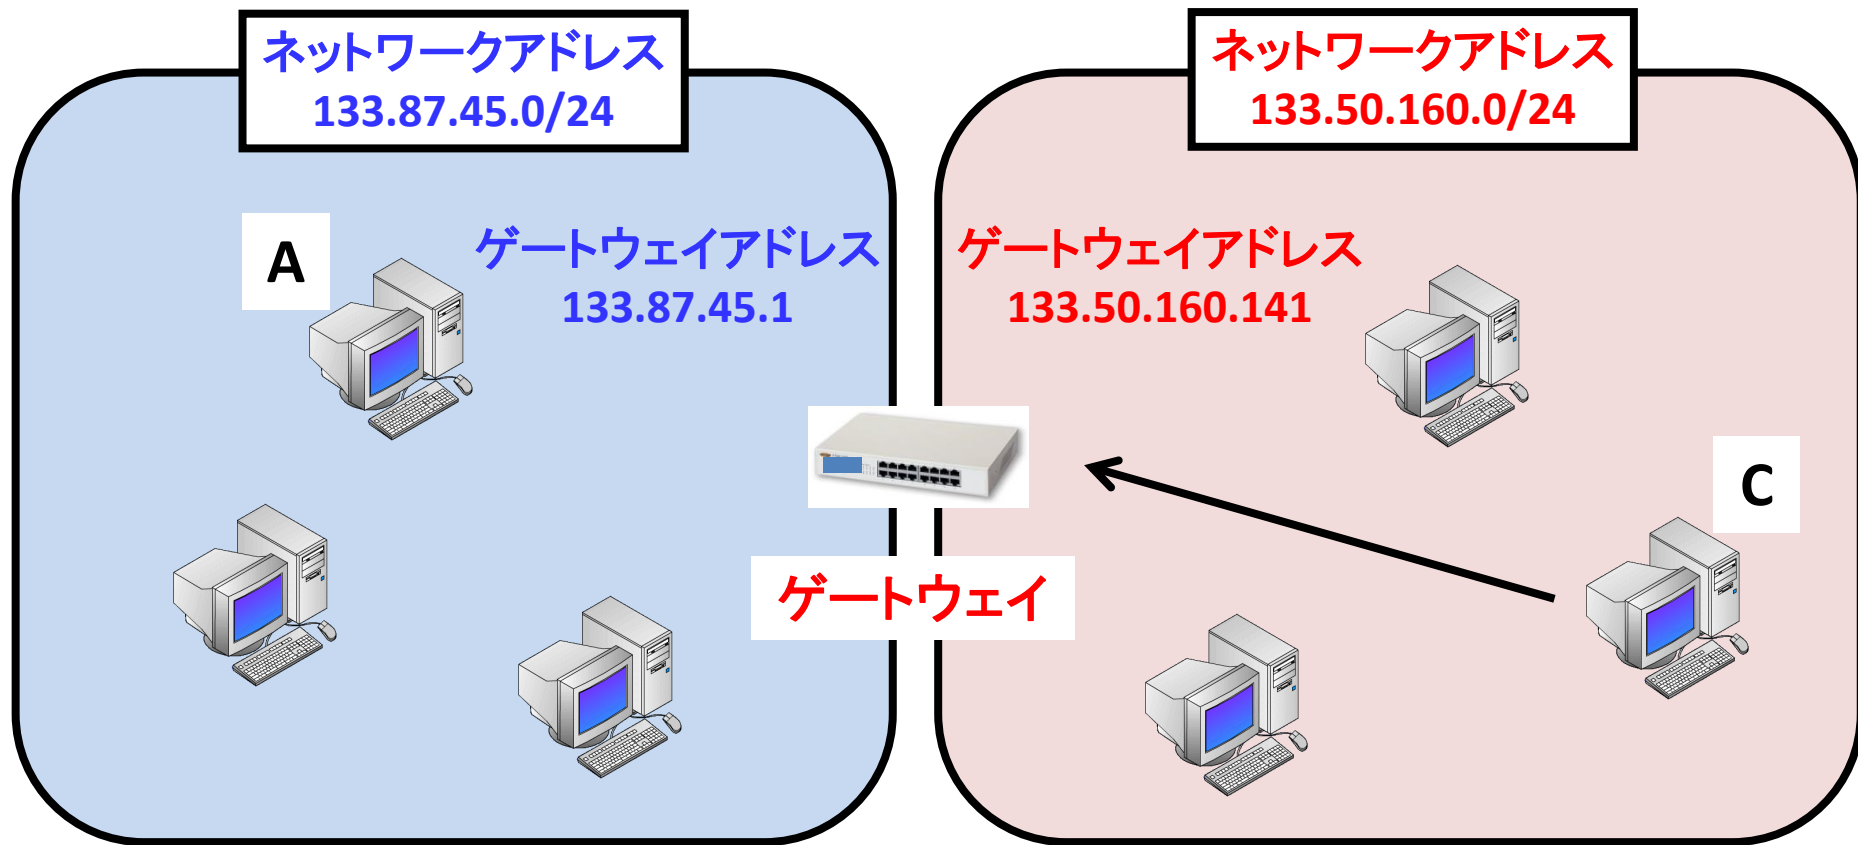 ネットワークアドレス
133.87.45.0/24
ネットワークアドレス
133.50.160.0/24
A
ゲートウェイアドレス
133.87.45.1
ゲートウェイアドレス
133.50.160.141
C
ゲートウェイ